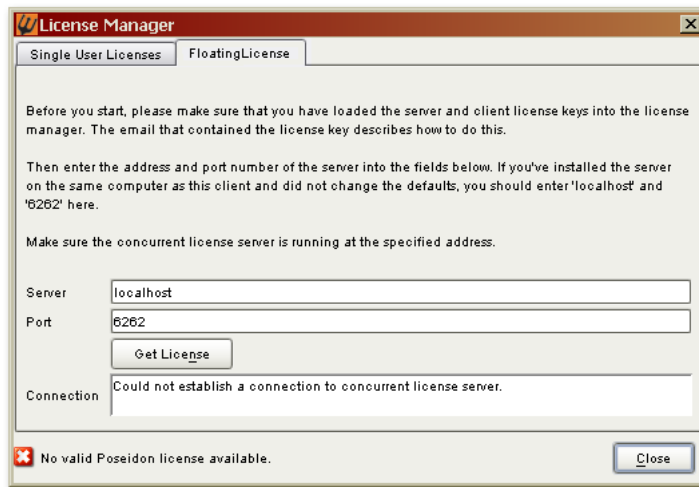 License Manager
Single User Licenses
FloatingLicense
Before you start, please make sure that you have loaded the server and client license keys into the license
manager. The email that contained the license key describes how to do this.
Then enter the address and port number of the server into the fields below. If you've installed the server
on the same computer as this client and did not change the defaults, you should enter 'localhost' and
'6262' here.
Make sure the concurrent license server is running at the specified address.
Server
localhost
Port
6262
Get License
Connection
Could not establish a connection to concurrent license server.
No valid Poseidon license available.
Close